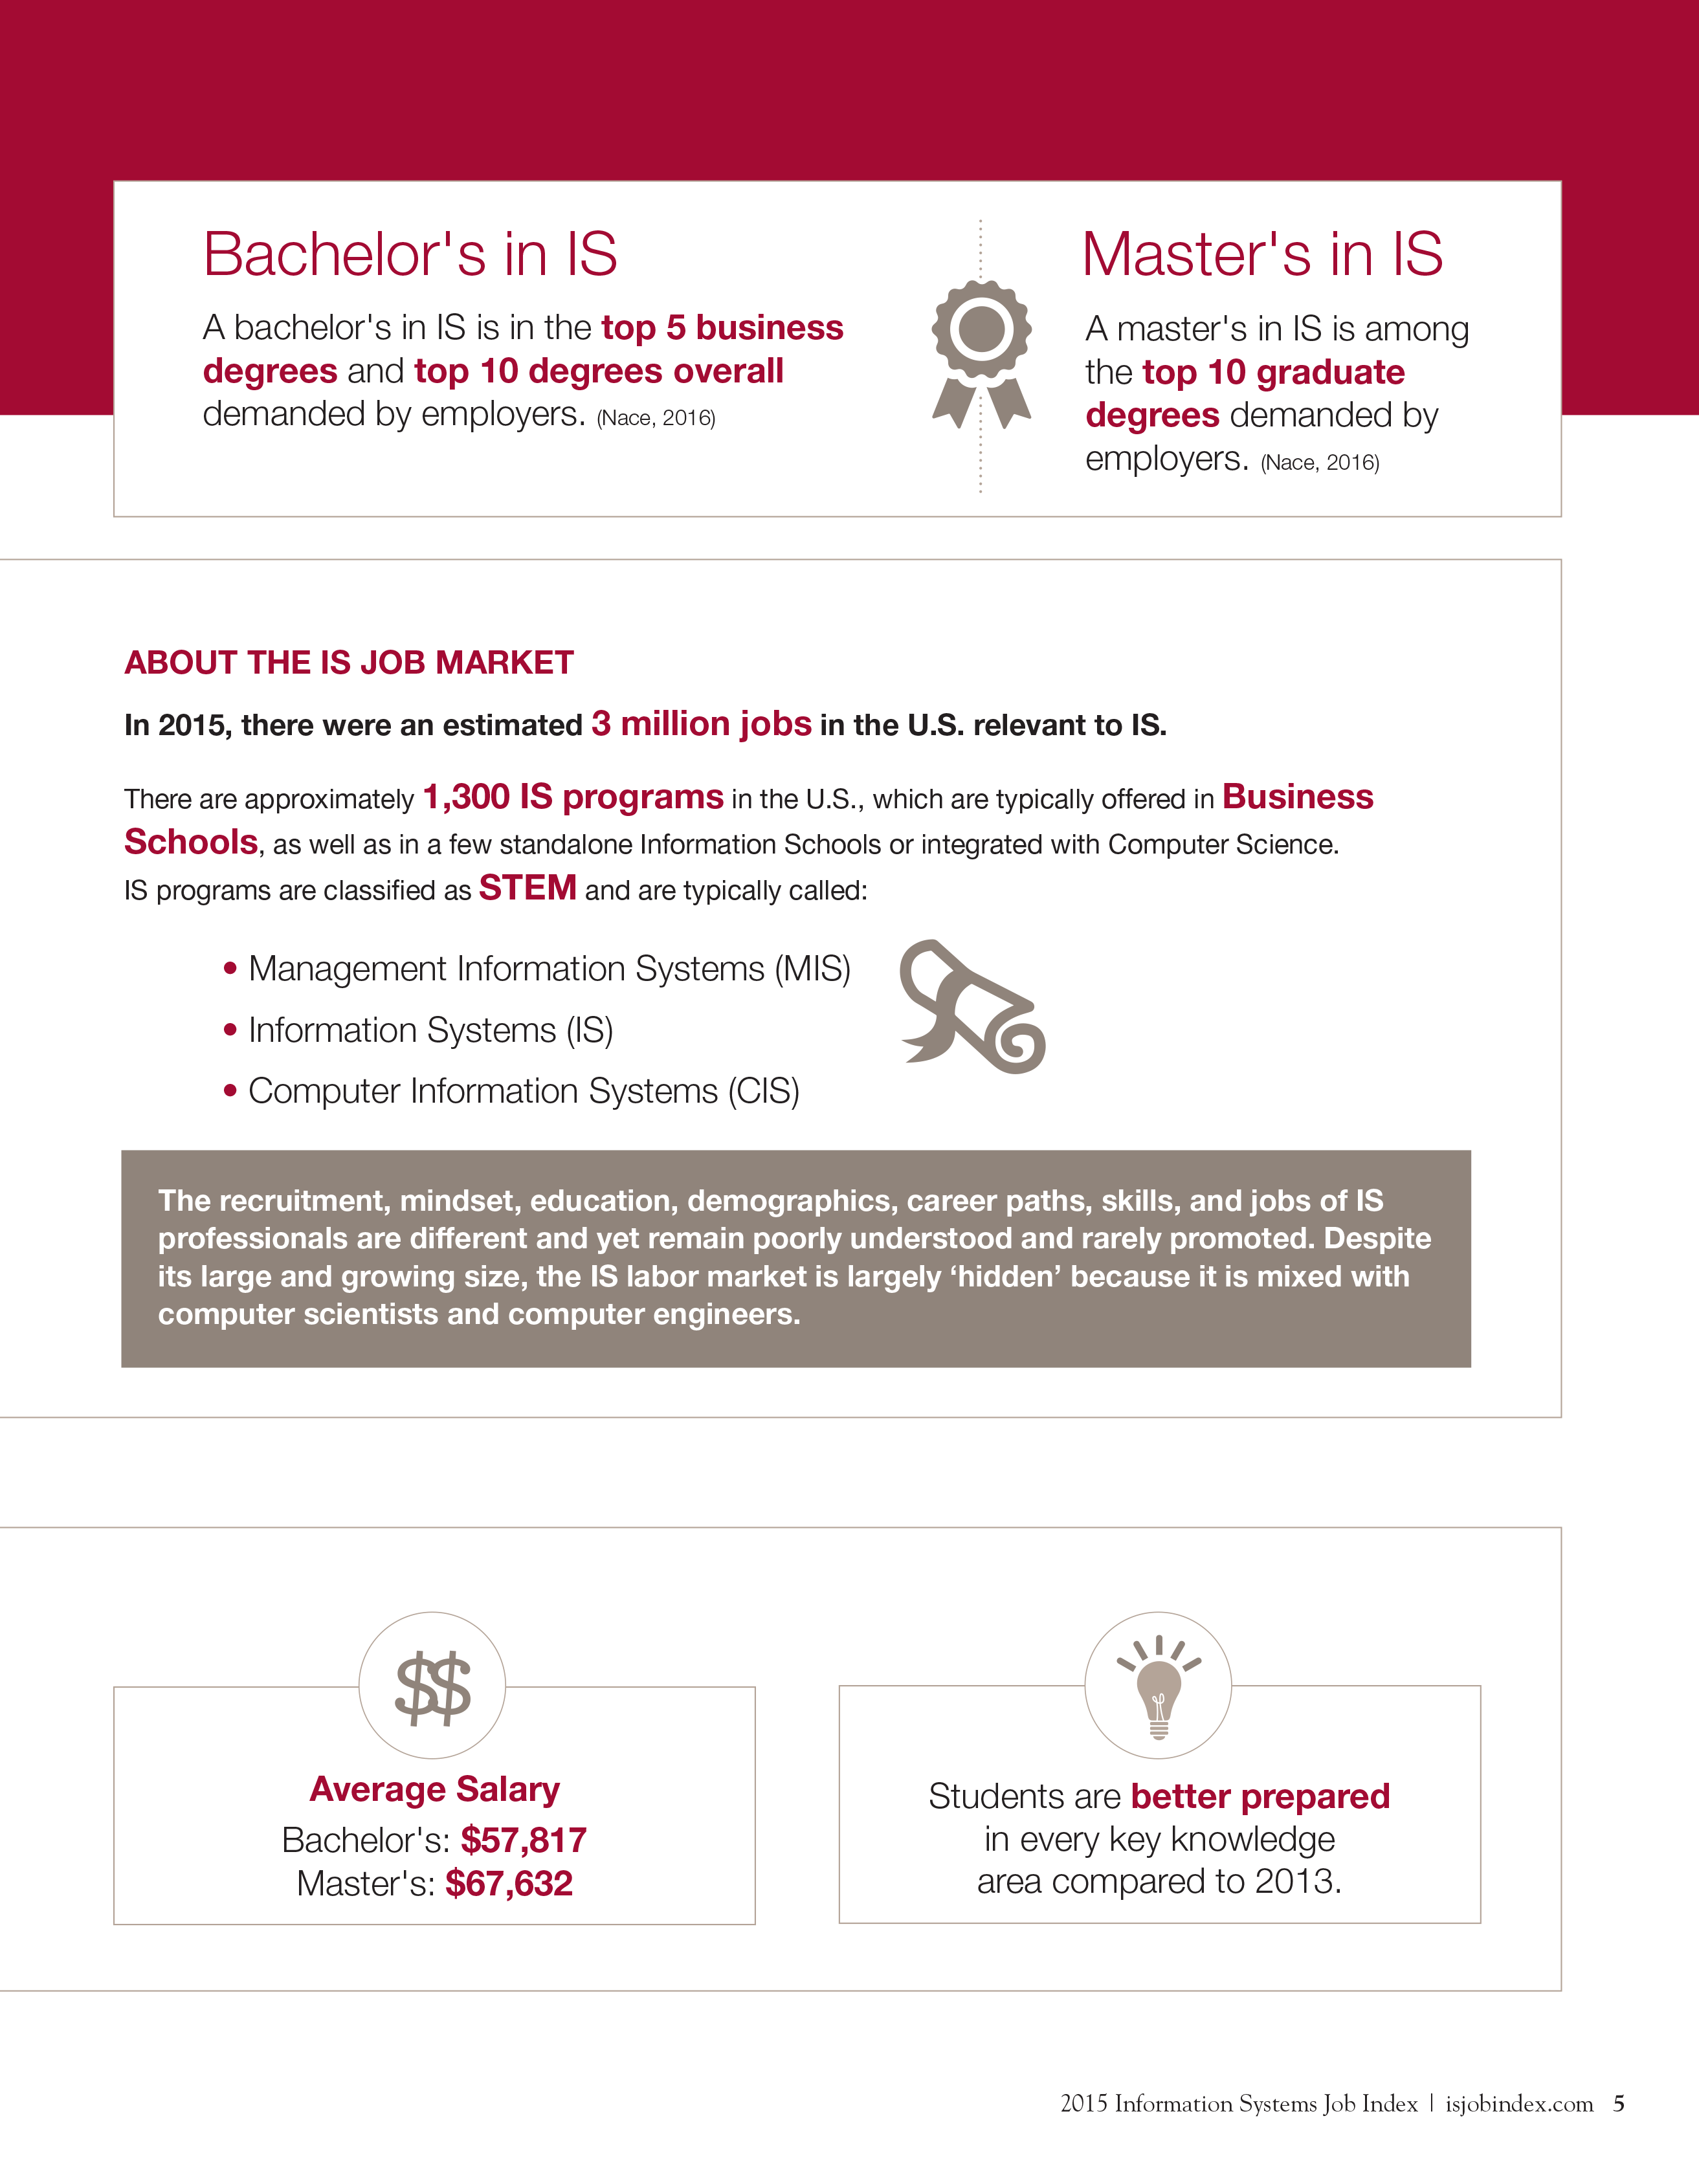 Bachelor's in IS
A bachelor's in IS is in the top 5 business
degrees and top 10 degrees overall
demanded by employers. (Nace, 2016)
Master's in IS
A master's in IS is among
the top 10 graduate
degrees demanded by
employers. (Nace, 2016)
ABOUT THE IS JOB MARKET
In 2015, there were an estimated 3 million jobs in the U.S. relevant to IS.
There are approximately 1,300 IS programs in the U.S., which are typically offered in Business
Schools, as well as in a few standalone Information Schools or integrated with Computer Science.
IS programs are classified as STEM and are typically called:
• Management Information Systems (MIS)
• Information Systems (IS)
• Computer Information Systems (CIS)
The recruitment, mindset, education, demographics, career paths, skills, and jobs of IS
professionals are different and yet remain poorly understood and rarely promoted. Despite
its large and growing size, the IS labor market is largely ‘hidden’ because it is mixed with
computer scientists and computer engineers.
$$
Average Salary
Bachelor's: $57,817
Master's: $67,632
Students are better prepared
in every key knowledge
area compared to 2013.
2015 Information Systems Job Index | isjobindex.com 5